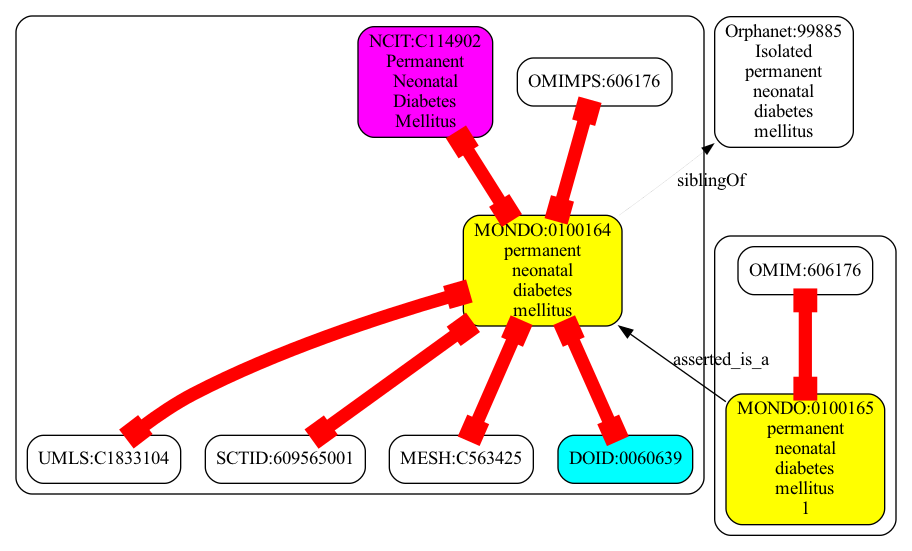 NCIT:C114902
Permanent
Neonatal
Diabetes
Mellitus
OMIMPS:606176
Orphanet:99885
Isolated
permanent
neonatal
diabetes
mellitus
siblingOf
MONDO:0100164
permanent
neonatal
diabetes
mellitus
OMIM:606176
asserted_is_a
UMLS:C1833104
SCTID:609565001
MESH:C563425
DOID:0060639
MONDO:0100165
permanent
neonatal
diabetes
mellitus
1